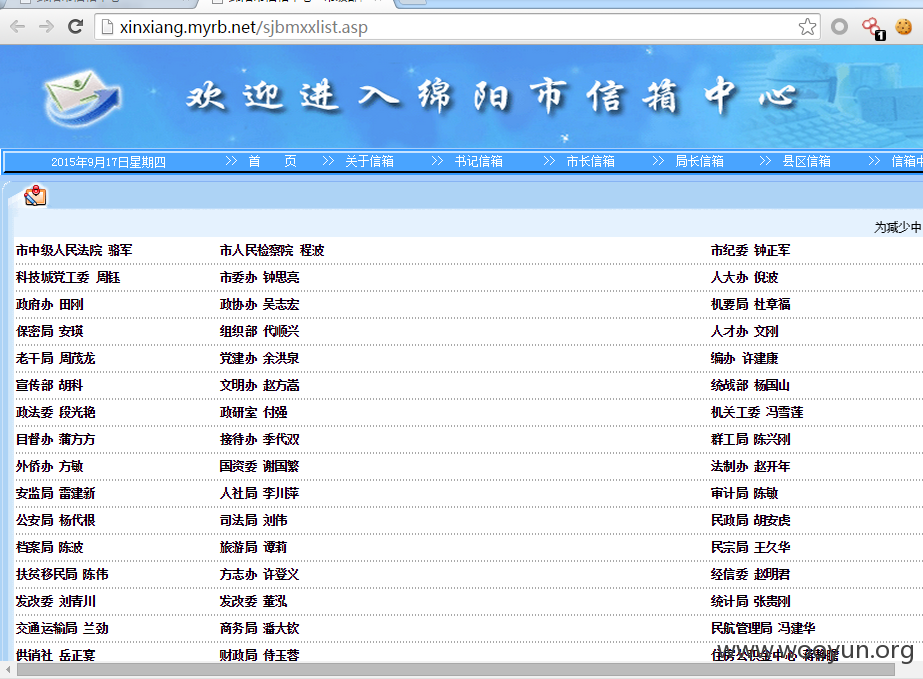 xinxiang.myrb.net/sjbmxxlist.asp
1
欢迎进入绵阳市信箱中心
2015年9月17日星期四 >> 首 页 >> 关于信箱 >> 书记信箱 >> 市长信箱 >> 局长信箱 >> 县区信箱 >> 信箱中
为减少中
市中级人民法院 骆军 市人民检察院 程波 市纪委 钟正军
科技城党工委 周钰 市委办 钟思亮 人大办 倪波
政府办 田刚 政协办 吴志宏 机要局 杜章福
保密局 安瑛 组织部 代顺兴 人才办 文刚
老干局 周茂龙 党建办 余洪泉 编办 许建康
宣传部 胡科 文明办 赵方嵩 统战部 杨国山
政法委 段光艳 政研室 付强 机关工委 冯雪莲
目督办 蒲方方 接待办 季代双 群工局 陈兴刚
外侨办 方敏 国资委 谢国繁 法制办 赵开年
安监局 雷建新 人社局 李川萍 审计局 陈敏
公安局 杨代根 司法局 刘伟 民政局 胡安虎
档案局 陈波 旅游局 谭莉 民宗局 王久华
扶贫移民局 陈伟 方志办 许登义 经信委 赵明君
发改委 刘青川 发改委 董泓 统计局 张贵刚
交通运输局 兰劲 商务局 潘大钦 民航管理局 冯建华
供销社 岳正宴 财政局 侍玉蓉 住房公积金中心
www.wooyun.org